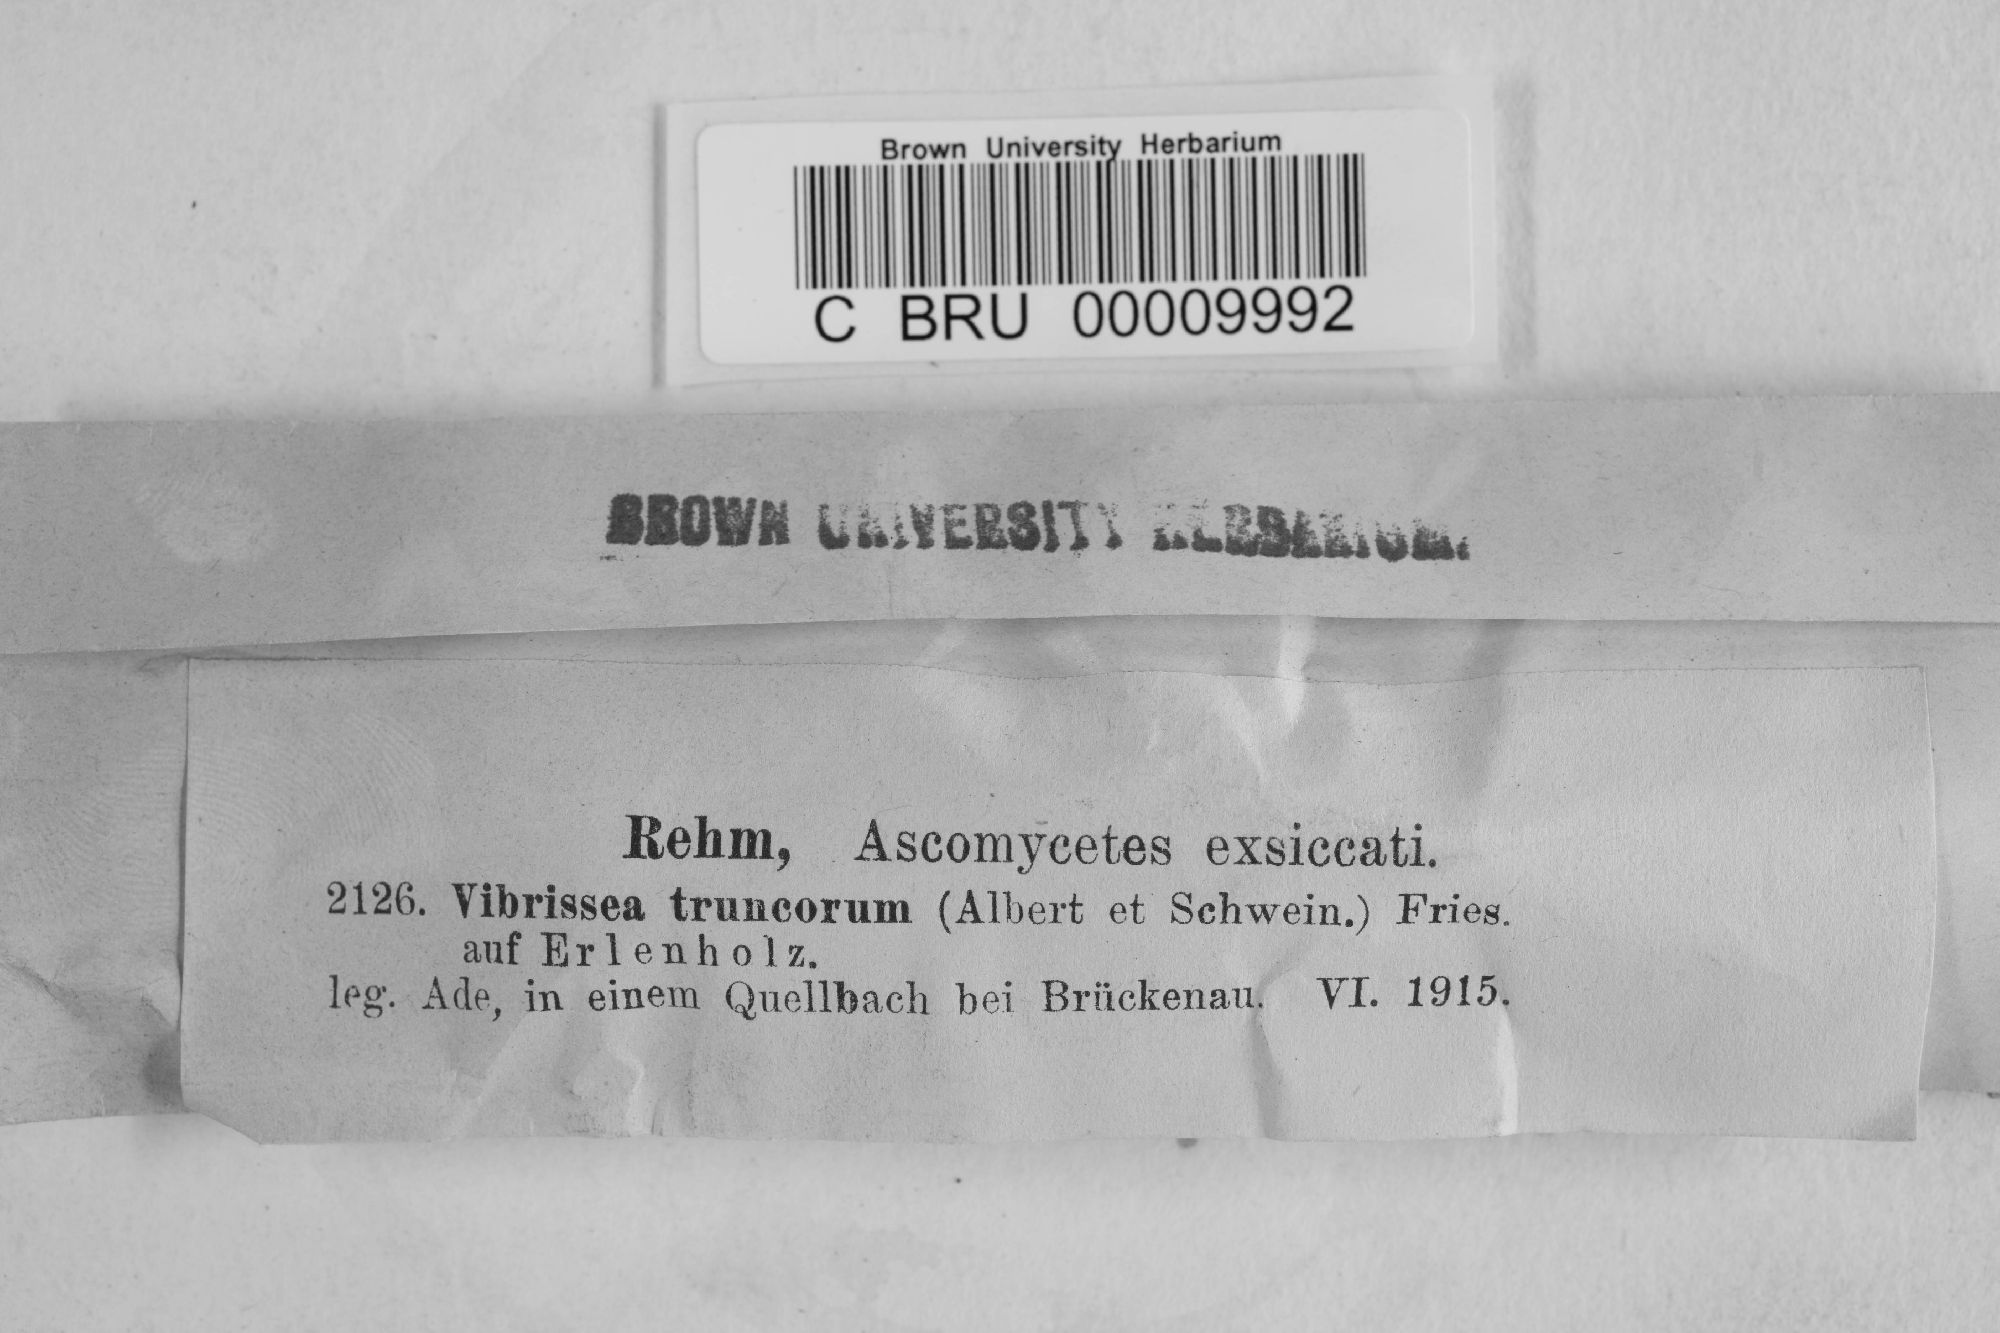 Brown University Herbarium
C BRU 00009992
BROWN UNIVERSITY HERBARIUM.
Rehm, Ascomycetes exsiccati.
2126. Vibrissea truncorum (Albert et Schwein.) Fries.
auf Erlenholz.
leg. Ade, in einem Quellbach bei Brückenau. VI. 1915.